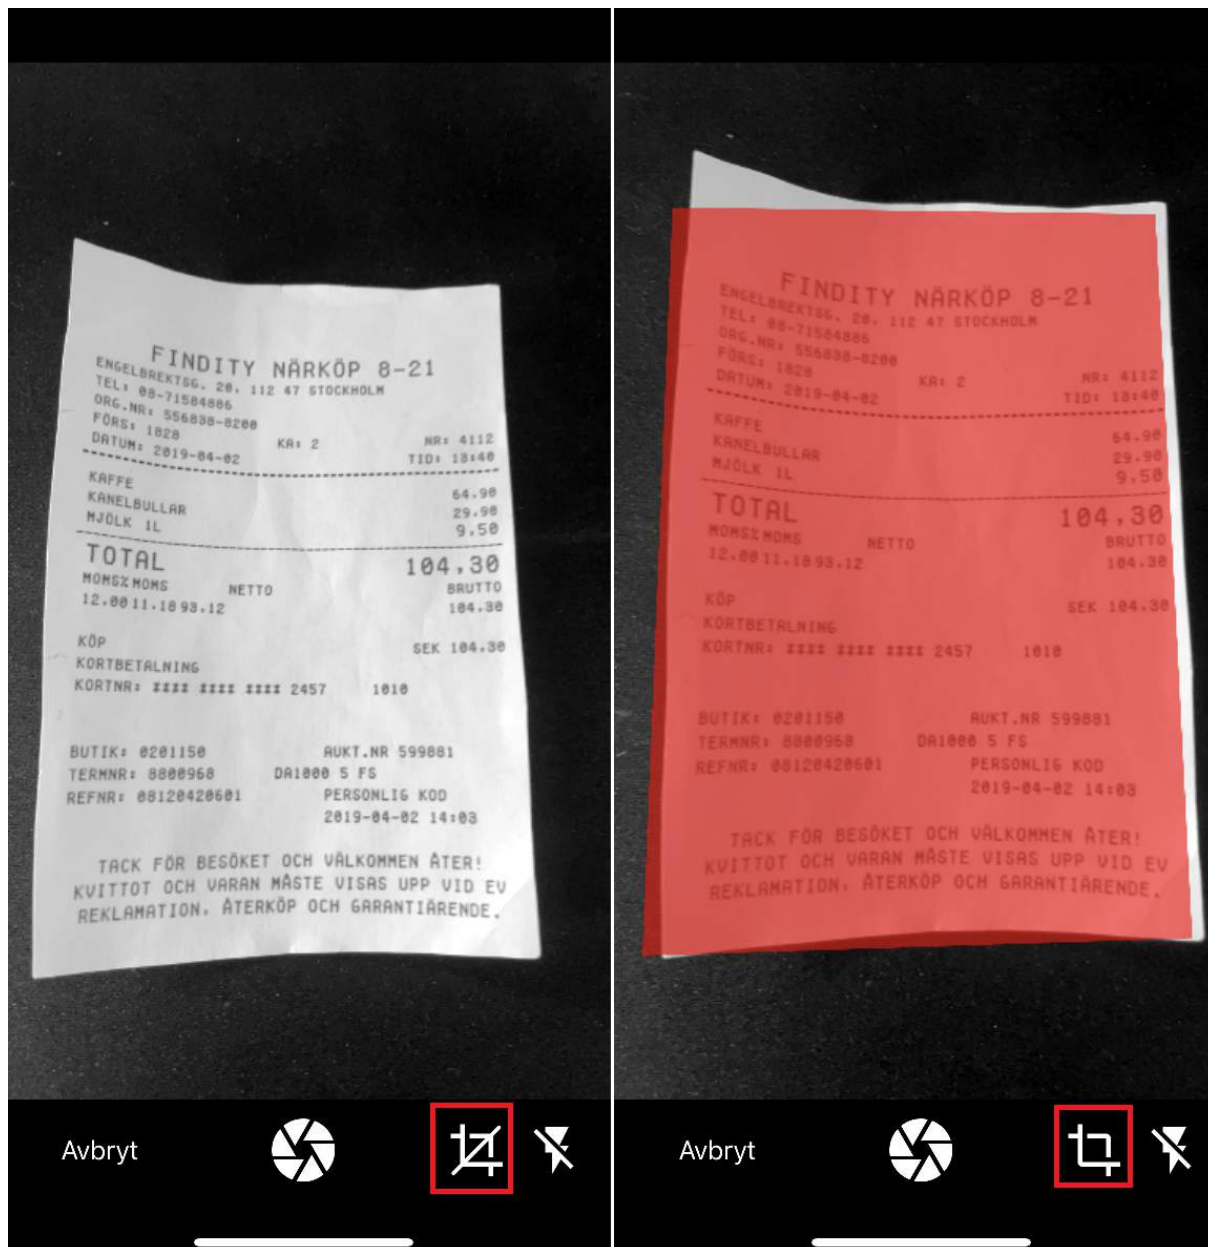 FINDITY NÄRKÖP 8-21
ENGELBREKTSG. 20, 112 47 STOCKHOLM
TEL: 08-71584886
ORG.NR: 556838-8200
FÖRS: 1828 KA: 2 NR: 4112
DATUM: 2019-04-02 TID: 13:40
KAFFE 64.90
KANELBULLAR 29.90
MJÖLK 1L 9.50
TOTAL 104,30
MOMS%MOMS NETTO BRUTTO
12.00 11.18 93.12 104.30
KÖP SEK 104.30
KORTBETALNING
KORTNR: **** **** **** 2457 1010
BUTIK: 0201150 AUKT.NR 599881
TERMNR: 8800968 DA1000 5 FS
REFNR: 08120420601 PERSONLIG KOD
2019-04-02 14:03
TACK FÖR BESÖKET OCH VÄLKOMMEN ÅTER!
KVITTOT OCH VARAN MÅSTE VISAS UPP VID EV
REKLAMATION, ÅTERKÖP OCH GARANTIÄRENDE.
Avbryt
FINDITY NÄRKÖP 8-21
ENGELBREKTSG. 20, 112 47 STOCKHOLM
TEL: 08-71584886
ORG.NR: 556838-8200
FÖRS: 1828 KA: 2 NR: 4112
DATUM: 2019-04-02 TID: 13:40
KAFFE 64.90
KANELBULLAR 29.90
MJÖLK 1L 9.50
TOTAL 104,30
MOMS%MOMS NETTO BRUTTO
12.00 11.18 93.12 104.30
KÖP SEK 104.30
KORTBETALNING
KORTNR: **** **** **** 2457 1010
BUTIK: 0201150 AUKT.NR 599881
TERMNR: 8800968 DA1000 5 FS
REFNR: 08120420601 PERSONLIG KOD
2019-04-02 14:03
TACK FÖR BESÖKET OCH VÄLKOMMEN ÅTER!
KVITTOT OCH VARAN MÅSTE VISAS UPP VID EV
REKLAMATION, ÅTERKÖP OCH GARANTIÄRENDE.
Avbryt